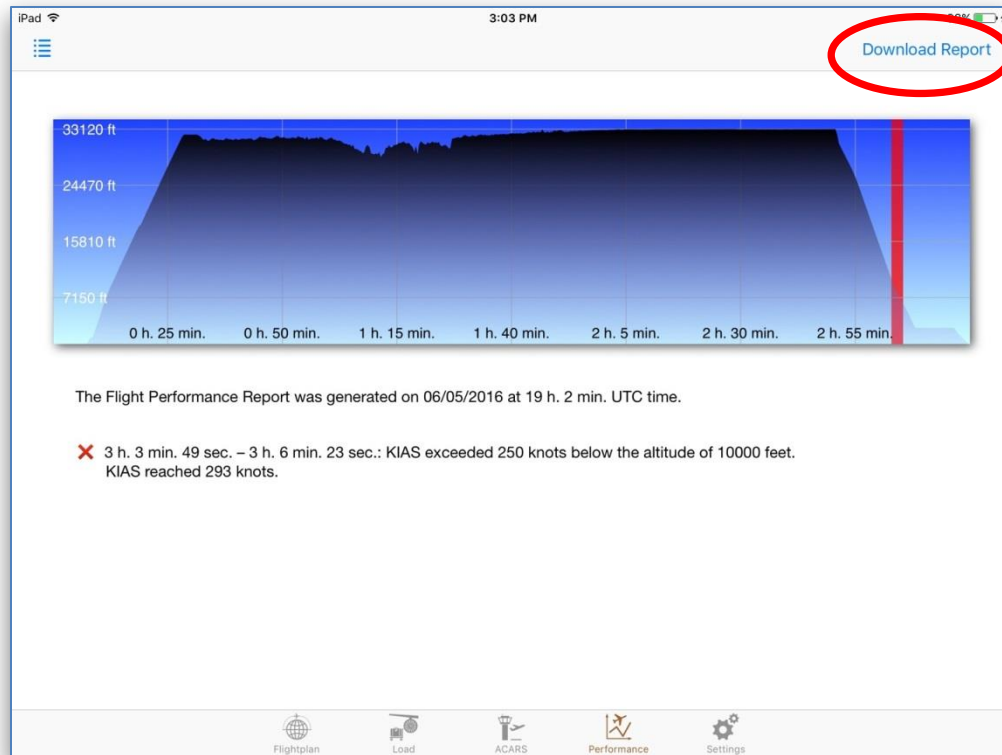 iPad
3:03 PM
Download Report
33120 ft
24470 ft
15810 ft
7150 ft
0 h. 25 min.
0 h. 50 min.
1 h. 15 min.
1 h. 40 min.
2 h. 5 min.
2 h. 30 min.
2 h. 55 min.
The Flight Performance Report was generated on 06/05/2016 at 19 h. 2 min. UTC time.
3 h. 3 min. 49 sec. – 3 h. 6 min. 23 sec.: KIAS exceeded 250 knots below the altitude of 10000 feet.
KIAS reached 293 knots.
Flightplan
Load
ACARS
Performance
Settings